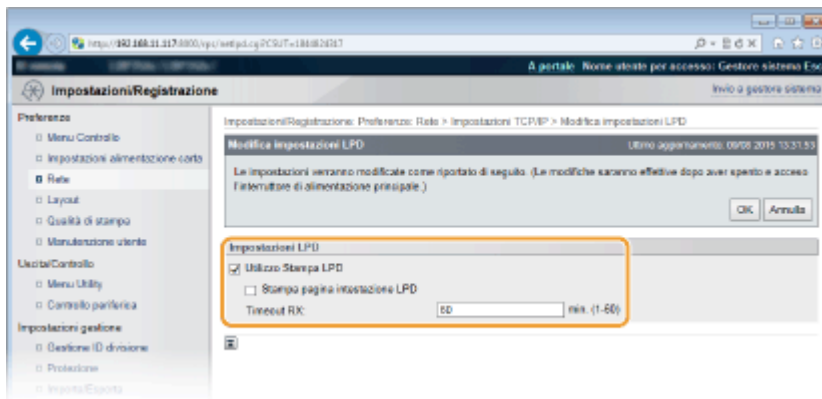 https://192.168.11.117:8000/rps/
A portale Nome utente per accesso: Gestore sistema
Impostazioni/Registrazione
Invio a gestore sistema
Preferenze
Impostazioni/Registrazione: Preferenze: Rete > Impostazioni TCP/IP > Modifica impostazioni LPD
Menu Controllo
Modifica impostazioni LPD
Ultimo aggiornamento: 09/06 2015 13.31.53
Impostazioni alimentazione carta
Le impostazioni verranno modificate come riportato di seguito. (Le modifiche saranno effettive dopo aver spento e acceso
Rete
l'interruttore di alimentazione principale.)
Layout
OK Annulla
Qualità di stampa
Manutenzione utente
Impostazioni LPD
Uscita/Controllo
Utilizzo Stampa LPD
Menu Utility
Stampa pagina intestazione LPD
Controllo periferica
Timeout RX: 60 min. (1-60)
Impostazioni gestione
Gestione ID divisione
Protezione
Importa/Esporta